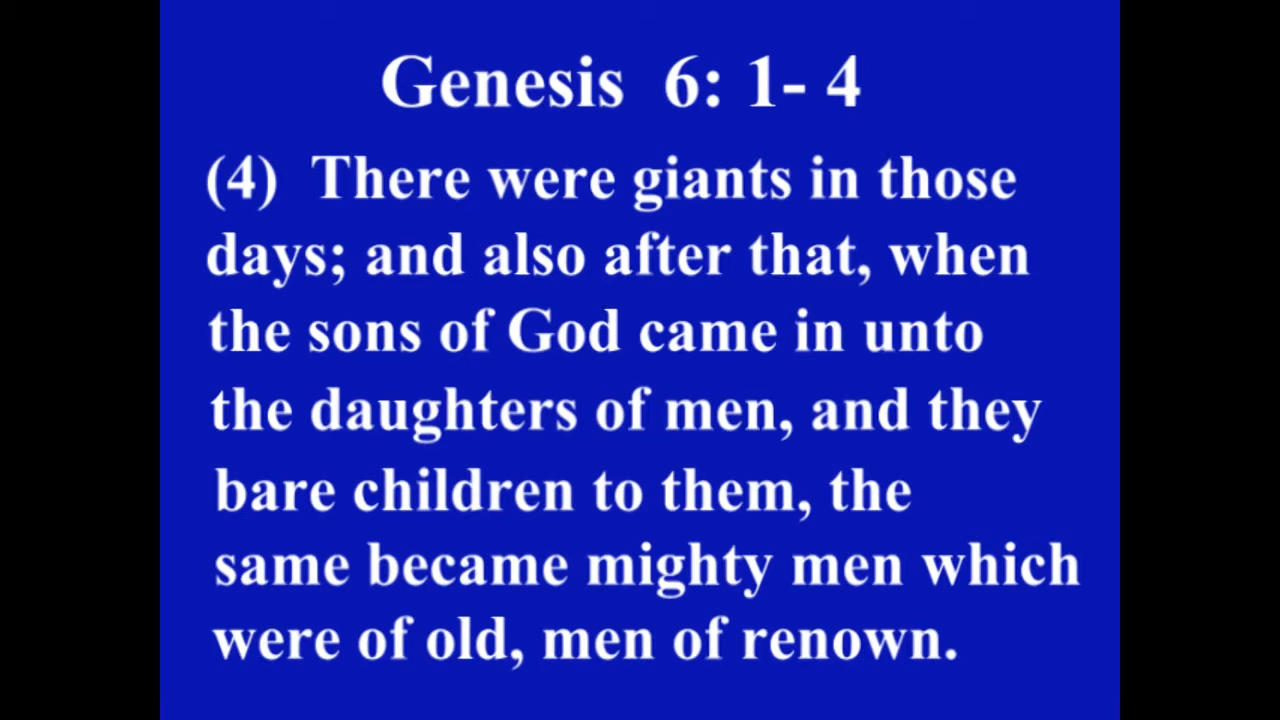 Genesis 6: 1- 4
(4) There were giants in those
days; and also after that, when
the sons of God came in unto
the daughters of men, and they
bare children to them, the
same became mighty men which
were of old, men of renown.